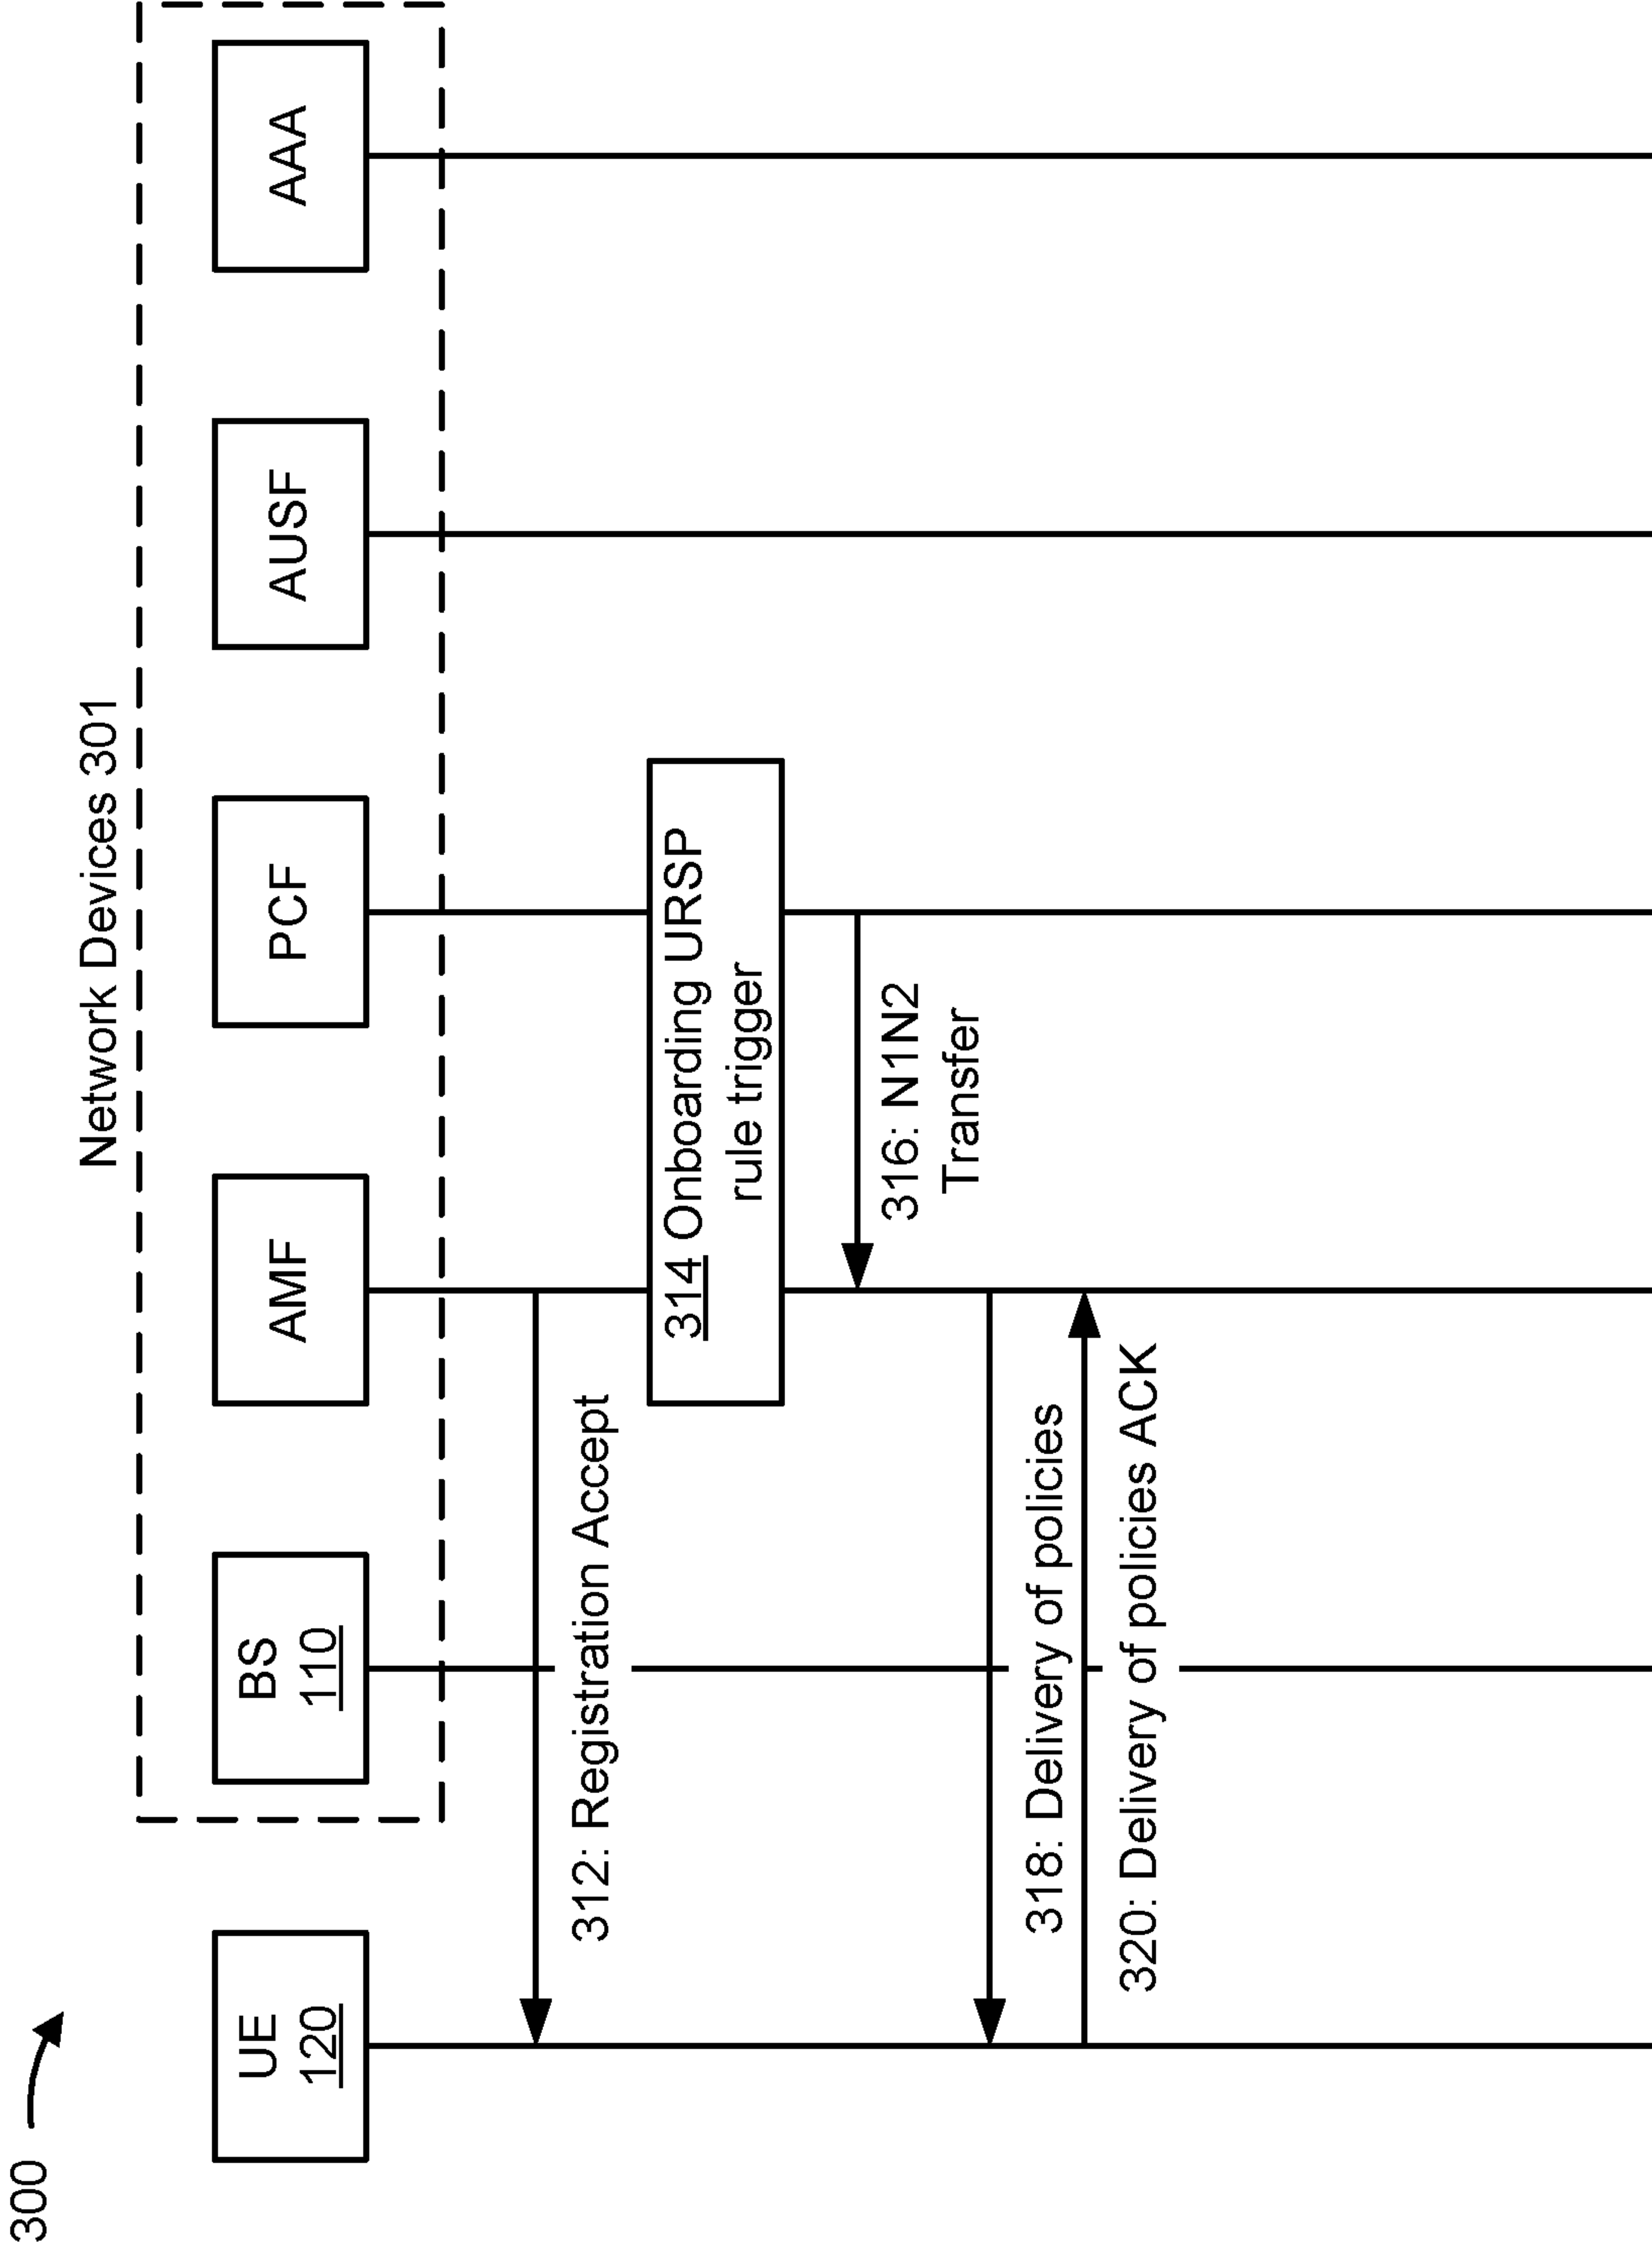 300
Network Devices 301
UE
120
BS
110
AMF
PCF
AUSF
AAA
312: Registration Accept
314 Onboarding URSP
rule trigger
316: N1N2
Transfer
318: Delivery of policies
320: Delivery of policies ACK